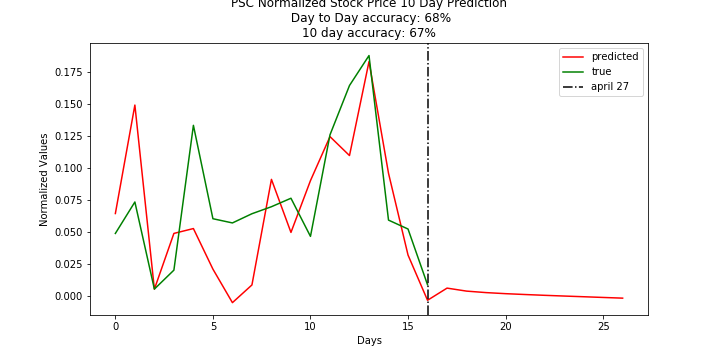 PSC Normalized Stock Price 10 Day Prediction
Day to Day accuracy: 68%
10 day accuracy: 67%
predicted
true
april 27
Normalized Values
0.175
0.150
0.125
0.100
0.075
0.050
0.025
0.000
0
5
10
15
20
25
Days